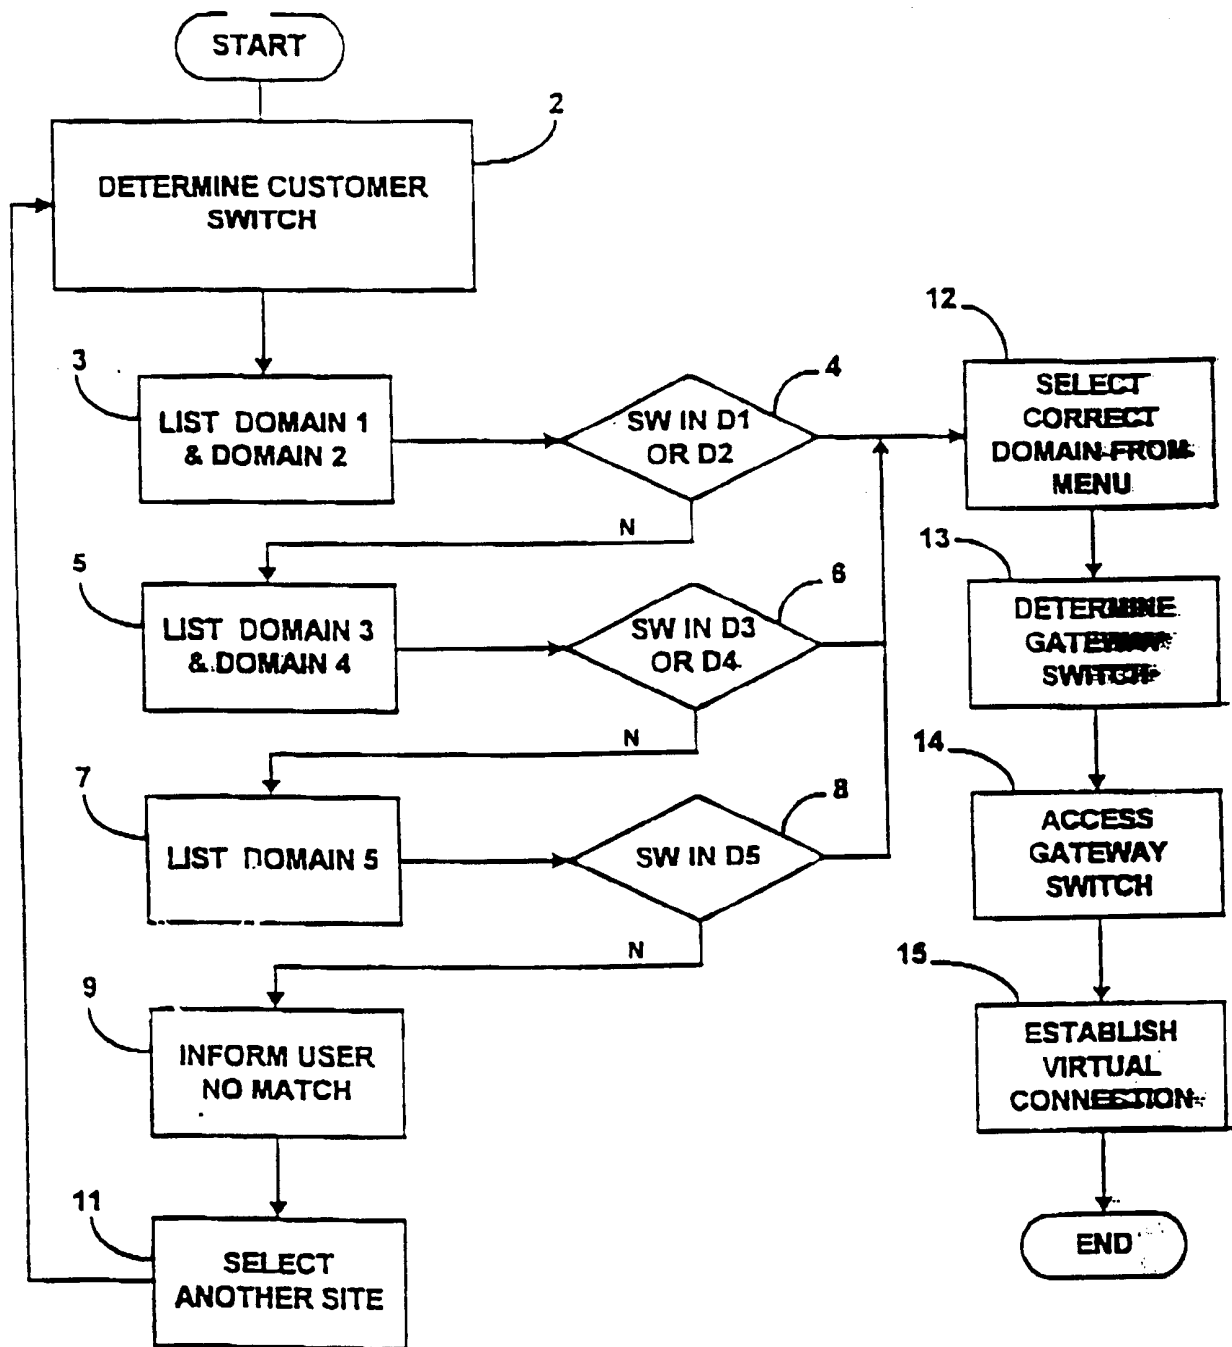 START
2
DETERMINE CUSTOMER
SWITCH
3
LIST DOMAIN 1
& DOMAIN 2
4
SW IN D1
OR D2
N
5
LIST DOMAIN 3
& DOMAIN 4
6
SW IN D3
OR D4
N
7
LIST DOMAIN 5
8
SW IN D5
N
9
INFORM USER
NO MATCH
11
SELECT
ANOTHER SITE
12
SELECT
CORRECT
DOMAIN FROM
MENU
13
DETERMINE
GATEWAY
SWITCH
14
ACCESS
GATEWAY
SWITCH
15
ESTABLISH
VIRTUAL
CONNECTION
END